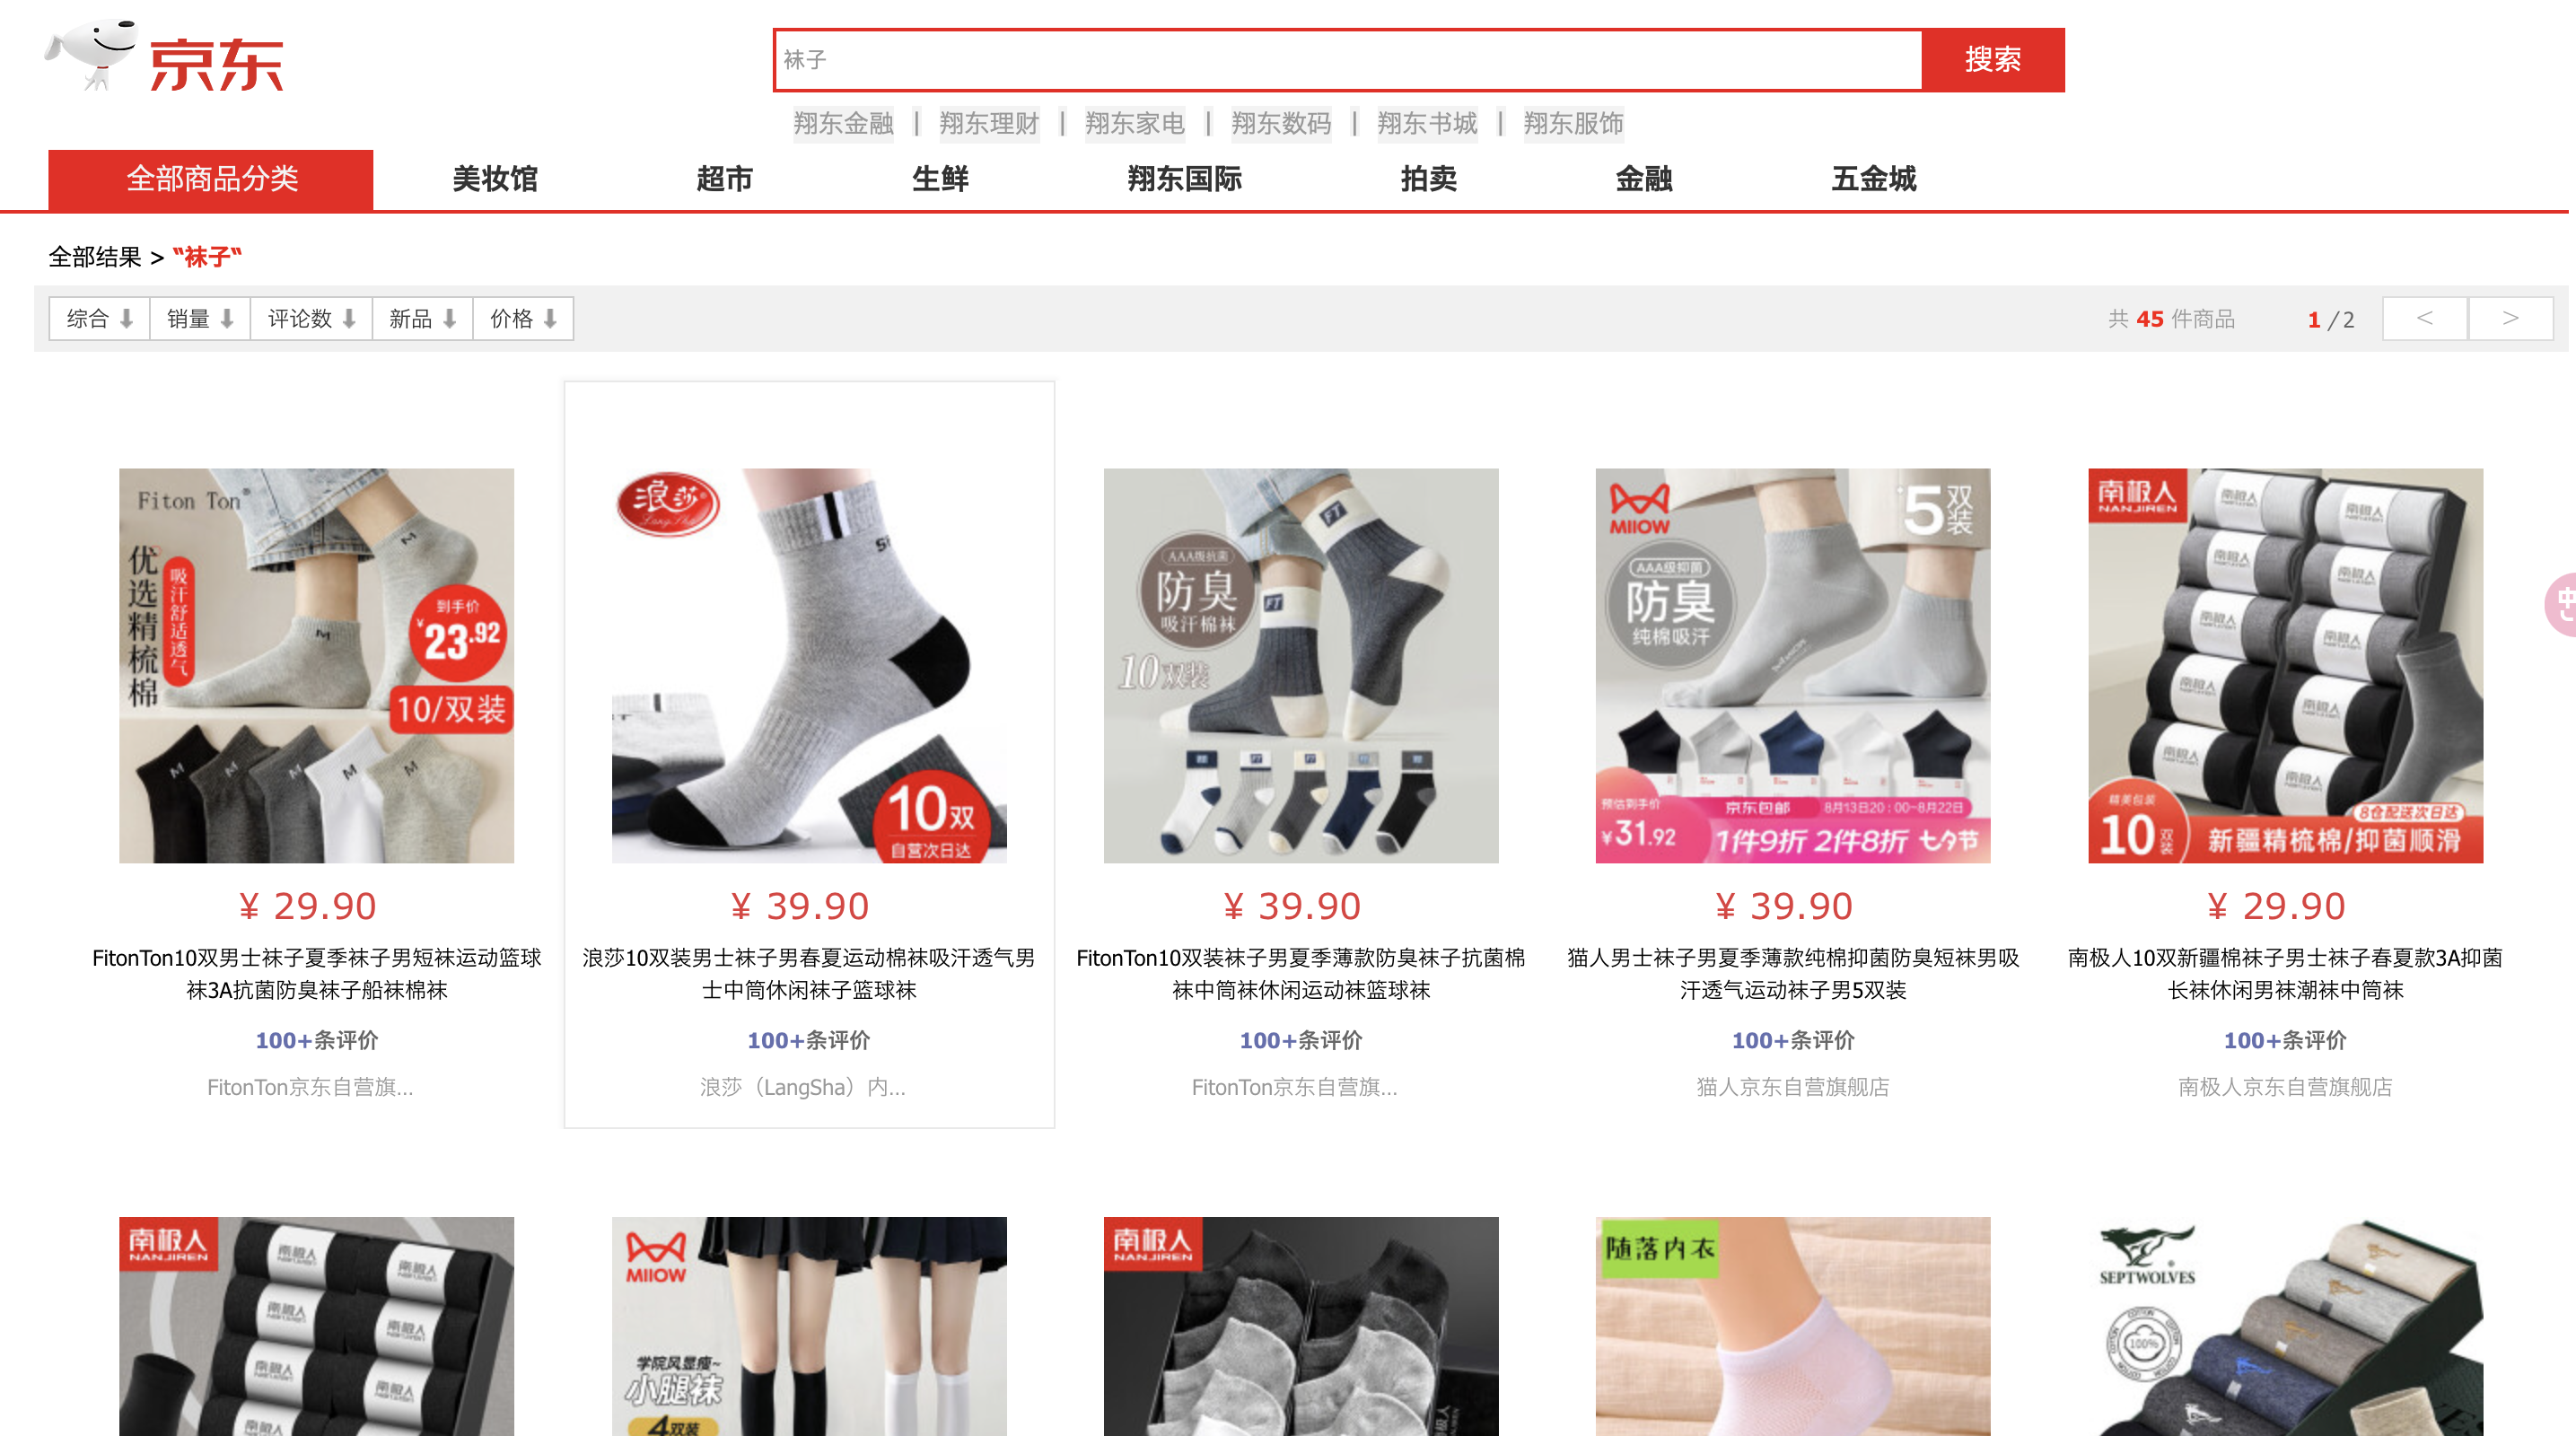 京东
袜子
搜索
翔东金融 | 翔东理财 | 翔东家电 | 翔东数码 | 翔东书城 | 翔东服饰
全部商品分类 美妆馆 超市 生鲜 翔东国际 拍卖 金融 五金城
全部结果 > "袜子"
综合 销量 评论数 新品 价格
共 45 件商品 1 / 2 < >
Fiton Ton
优选精梳棉
吸汗舒适透气
到手价
¥23.92
10/双装
浪莎
LangSha
10双
自营次日达
FT
FT
AAA级抗菌
防臭
吸汗棉袜
10双装
MIIOW
5双装
AAA级抑菌
防臭
纯棉吸汗
预估到手价
¥31.92
京东包邮 8月13日20:00-8月22日
1件9折 2件8折 七夕节
南极人
NANJIREN
精美包装
10双装
8仓配送次日达
新疆精梳棉/抑菌顺滑
¥ 29.90
¥ 39.90
¥ 39.90
¥ 39.90
¥ 29.90
FitonTon10双男士袜子夏季袜子男短袜运动篮球
袜3A抗菌防臭袜子船袜棉袜
浪莎10双装男士袜子男春夏运动棉袜吸汗透气男
士中筒休闲袜子篮球袜
FitonTon10双装袜子男夏季薄款防臭袜子抗菌棉
袜中筒袜休闲运动袜篮球袜
猫人男士袜子男夏季薄款纯棉抑菌防臭短袜男吸
汗透气运动袜子男5双装
南极人10双新疆棉袜子男士袜子春夏款3A抑菌
长袜休闲男袜潮袜中筒袜
100+条评价
100+条评价
100+条评价
100+条评价
100+条评价
FitonTon京东自营旗...
浪莎（LangSha）内...
FitonTon京东自营旗...
猫人京东自营旗舰店
南极人京东自营旗舰店
南极人
NANJIREN
MIIOW
学院风显瘦~
小腿袜
4双装
南极人
NANJIREN
随落内衣
SEPTWOLVES
100%
中